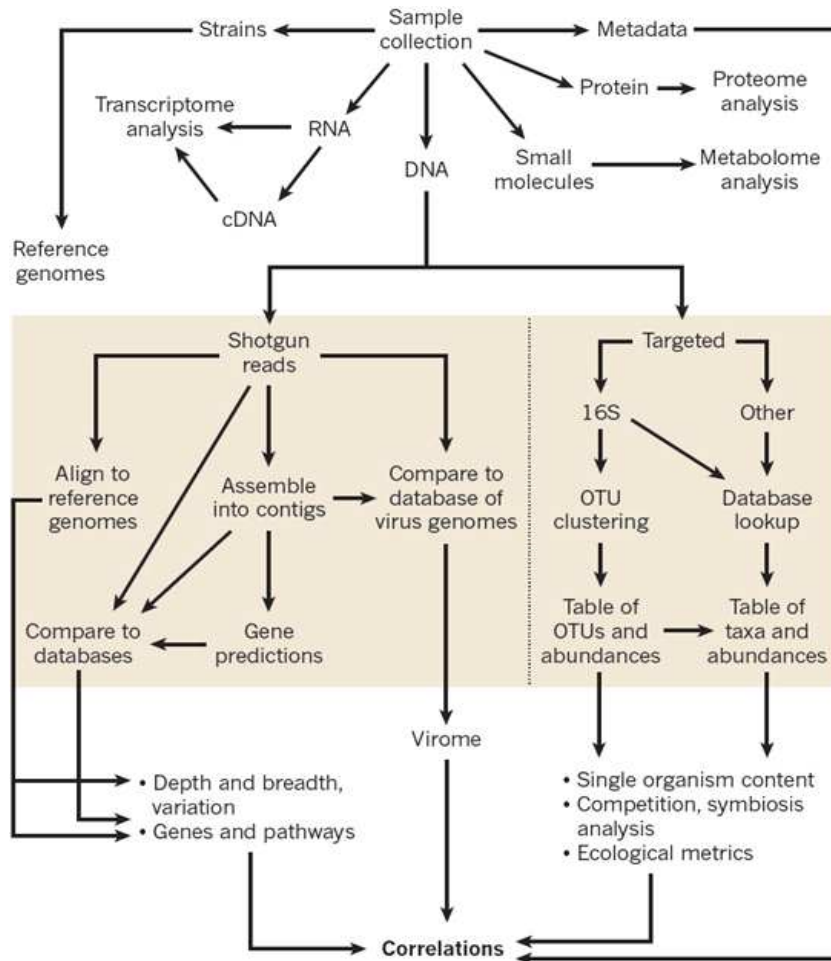 Sample
collection
Strains
Metadata
Protein
Proteome
analysis
Transcriptome
analysis
RNA
DNA
Small
molecules
Metabolome
analysis
cDNA
Reference
genomes
Shotgun
reads
Targeted
16S
Other
Align to
reference
genomes
Assemble
into contigs
Compare to
database of
virus genomes
OTU
clustering
Database
lookup
Compare to
databases
Gene
predictions
Table of
OTUs and
abundances
Table of
taxa and
abundances
Virome
• Depth and breadth,
variation
• Genes and pathways
• Single organism content
• Competition, symbiosis
analysis
• Ecological metrics
Correlations